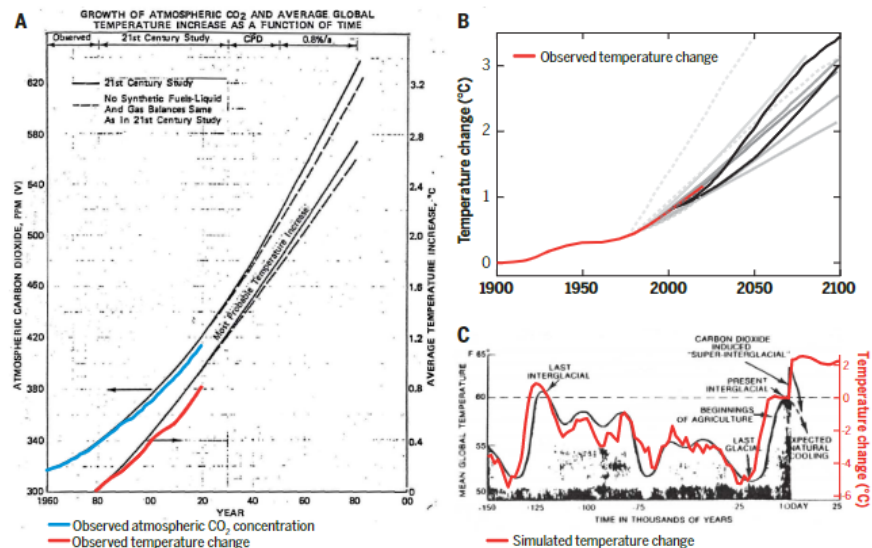 A
GROWTH OF ATMOSPHERIC CO2 AND AVERAGE GLOBAL
TEMPERATURE INCREASE AS A FUNCTION OF TIME
Observed
21st Century Study
CPD
0.8%/a
21st Century Study
No Synthetic Fuels-Liquid
And Gas Balances Same
As In 21st Century Study
Most Probable Temperature Increase
ATMOSPHERIC CARBON DIOXIDE, PPM (V)
620
580
540
500
460
420
380
340
300
AVERAGE TEMPERATURE INCREASE, °C
3.2
2.8
2.4
2.0
1.6
1.2
0.8
0.4
0
1960 80 00 20 40 60 80 00
YEAR
Observed atmospheric CO2 concentration
Observed temperature change
B
Observed temperature change
Temperature change (°C)
3
2
1
0
1900 1950 2000 2050 2100
C
F 65°
60
55
50
MEAN GLOBAL TEMPERATURE
LAST
INTERGLACIAL
CARBON DIOXIDE
INDUCED
"SUPER-INTERGLACIAL"
PRESENT
INTERGLACIAL
BEGINNINGS
OF AGRICULTURE
LAST
GLACIAL
EXPECTED
NATURAL
COOLING
2
0
-2
-4
-6
Temperature change (°C)
-150 -125 -75 -25 TODAY 25
TIME IN THOUSANDS OF YEARS
Simulated temperature change